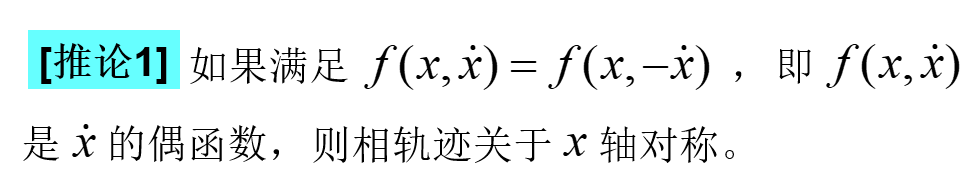 [推论1] 如果满足 f(x,ẋ) = f(x,−ẋ) ，即 f(x,ẋ)
是 ẋ 的偶函数，则相轨迹关于 x 轴对称。